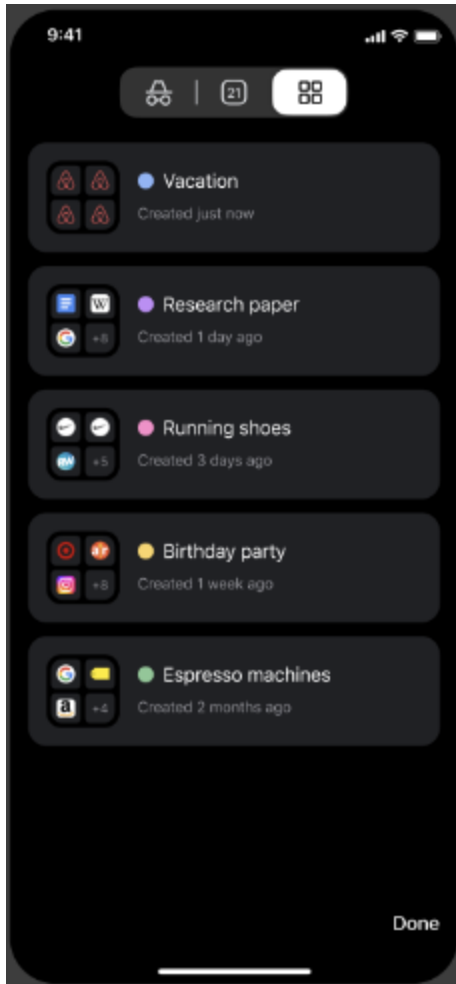 9:41
21
Vacation
Created just now
W
Research paper
+8
Created 1 day ago
Running shoes
RW +5
Created 3 days ago
Birthday party
+8
Created 1 week ago
Espresso machines
a +4
Created 2 months ago
Done